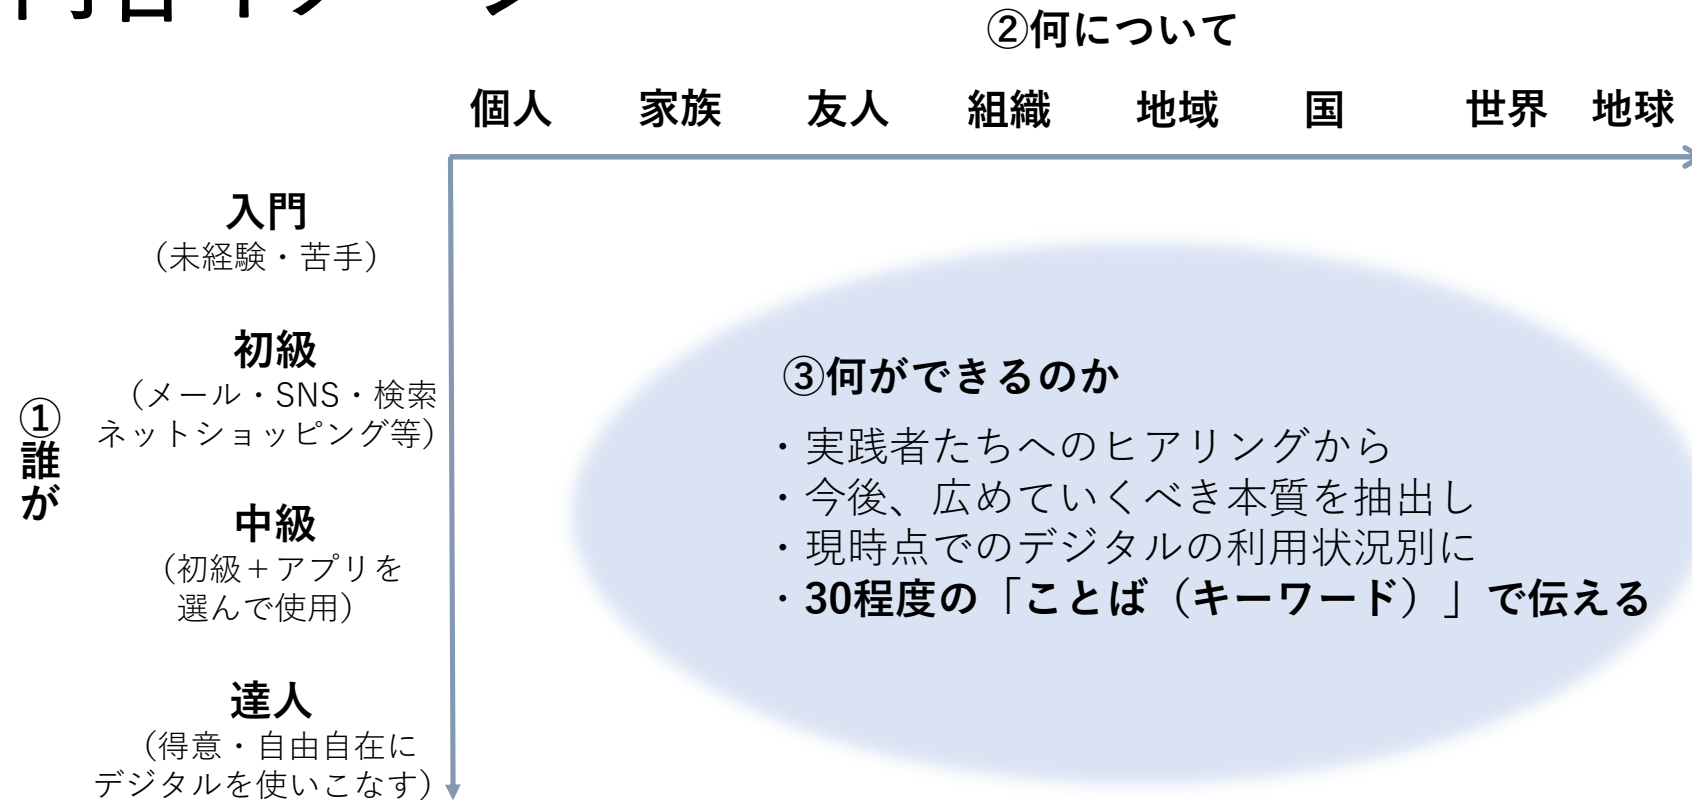 ②何について
個人 家族 友人 組織 地域 国 世界 地球
①誰が
入門
（未経験・苦手）
初級
（メール・SNS・検索
ネットショッピング等）
中級
（初級＋アプリを
選んで使用）
達人
（得意・自由自在に
デジタルを使いこなす）
③何ができるのか
・実践者たちへのヒアリングから
・今後、広めていくべき本質を抽出し
・現時点でのデジタルの利用状況別に
・30程度の「ことば（キーワード）」で伝える